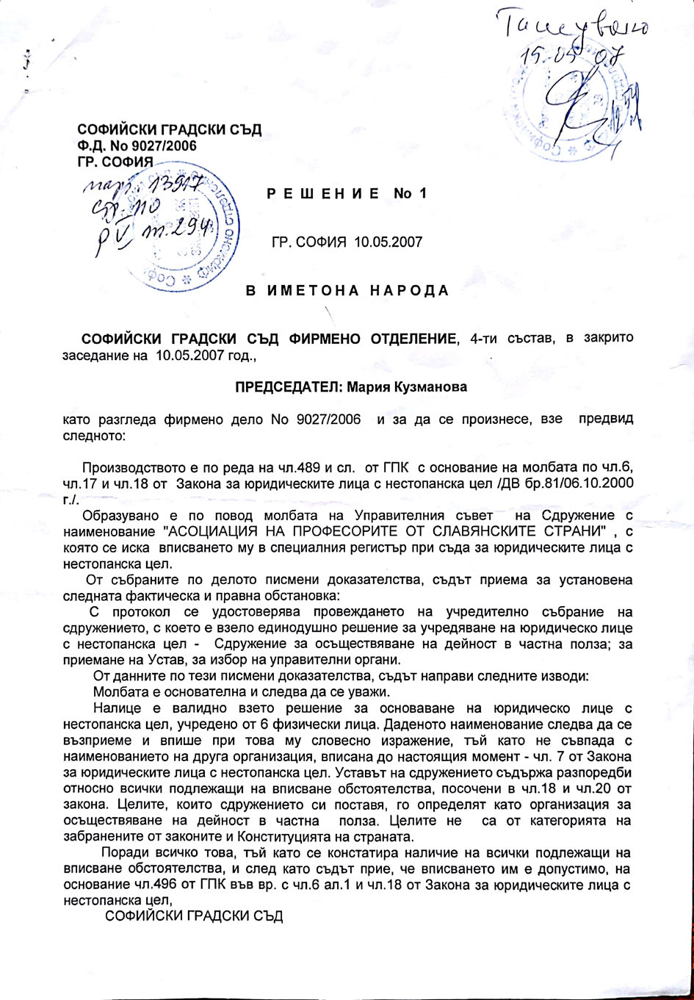 15.05 07
СОФИЙСКИ ГРАДСКИ СЪД
Ф.Д. No 9027/2006
ГР. СОФИЯ
парт. 13917
стр. 110
р V, т. 294
Р Е Ш Е Н И Е No 1
ГР. СОФИЯ 10.05.2007
В И М Е Т О Н А Н А Р О Д А
СОФИЙСКИ ГРАДСКИ СЪД ФИРМЕНО ОТДЕЛЕНИЕ, 4-ти състав, в закрито
заседание на 10.05.2007 год.,
ПРЕДСЕДАТЕЛ: Мария Кузманова
като разгледа фирмено дело No 9027/2006 и за да се произнесе, взе предвид
следното:
Производството е по реда на чл.489 и сл. от ГПК с основание на молбата по чл.6,
чл.17 и чл.18 от Закона за юридическите лица с нестопанска цел /ДВ бр.81/06.10.2000
г./.
Образувано е по повод молбата на Управителния съвет на Сдружение с
наименование "АСОЦИАЦИЯ НА ПРОФЕСОРИТЕ ОТ СЛАВЯНСКИТЕ СТРАНИ" , с
която се иска вписването му в специалния регистър при съда за юридическите лица с
нестопанска цел.
От събраните по делото писмени доказателства, съдът приема за установена
следната фактическа и правна обстановка:
С протокол се удостоверява провеждането на учредително събрание на
сдружението, с което е взело единодушно решение за учредяване на юридическо лице
с нестопанска цел - Сдружение за осъществяване на дейност в частна полза; за
приемане на Устав, за избор на управителни органи.
От данните по тези писмени доказателства, съдът направи следните изводи:
Молбата е основателна и следва да се уважи.
Налице е валидно взето решение за основаване на юридическо лице с
нестопанска цел, учредено от 6 физически лица. Даденото наименование следва да се
възприеме и впише при това му словесно изражение, тъй като не съвпада с
наименованието на друга организация, вписана до настоящия момент - чл. 7 от Закона
за юридическите лица с нестопанска цел. Уставът на сдружението съдържа разпоредби
относно всички подлежащи на вписване обстоятелства, посочени в чл.18 и чл.20 от
закона. Целите, които сдружението си поставя, го определят като организация за
осъществяване на дейност в частна полза. Целите не са от категорията на
забранените от законите и Конституцията на страната.
Поради всичко това, тъй като се констатира наличие на всички подлежащи на
вписване обстоятелства, и след като съдът прие, че вписването им е допустимо, на
основание чл.496 от ГПК във вр. с чл.6 ал.1 и чл.18 от Закона за юридическите лица с
нестопанска цел,
СОФИЙСКИ ГРАДСКИ СЪД